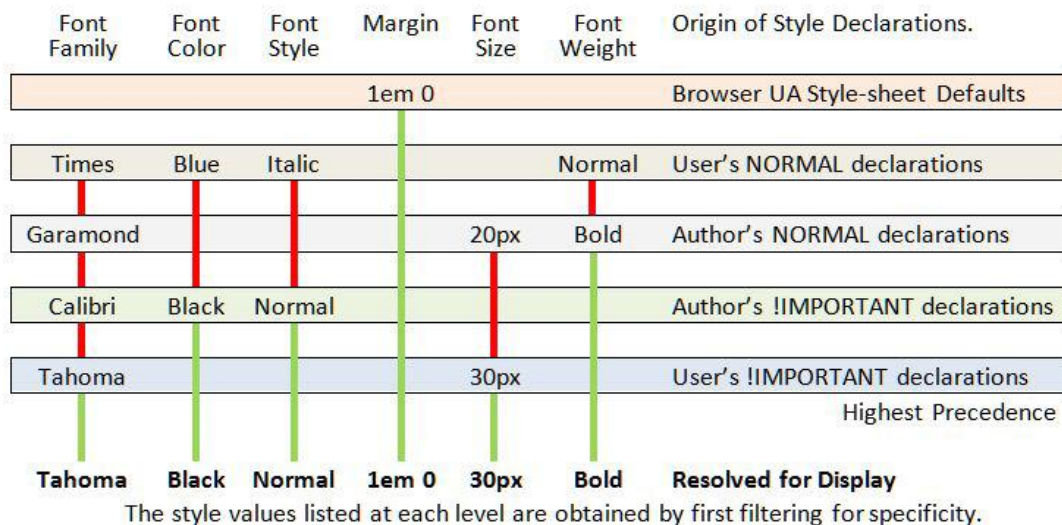 Font Font Font Margin Font Font Origin of Style Declarations.
Family Color Style Size Weight
1em 0 Browser UA Style-sheet Defaults
Times Blue Italic Normal User's NORMAL declarations
Garamond 20px Bold Author's NORMAL declarations
Calibri Black Normal Author's !IMPORTANT declarations
Tahoma 30px User's !IMPORTANT declarations
Highest Precedence
Tahoma Black Normal 1em 0 30px Bold Resolved for Display
The style values listed at each level are obtained by first filtering for specificity.